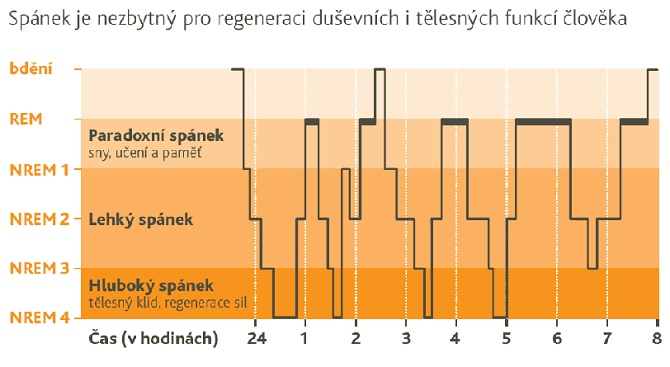 Spánek je nezbytný pro regeneraci duševních i tělesných funkcí člověka
bdění
REM
Paradoxní spánek
sny, učení a paměť
NREM 1
NREM 2
Lehký spánek
NREM 3
Hluboký spánek
tělesný klid, regenerace sil
NREM 4
Čas (v hodinách) 24 1 2 3 4 5 6 7 8